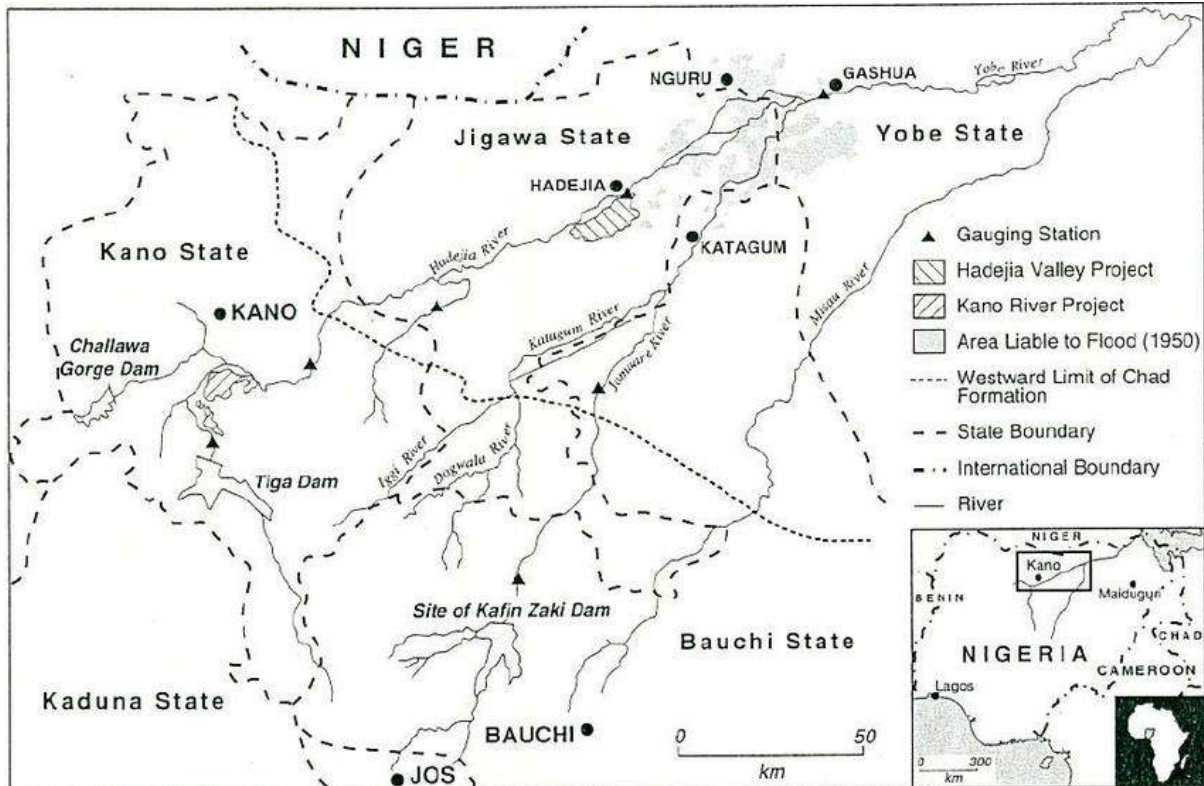 NIGER
NGURU
GASHUA
Yobe River
Jigawa State
Yobe State
HADEJIA
KATAGUM
Hadejia River
Kano State
KANO
Challawa
Gorge Dam
Katagum River
Jamaare River
Misau River
Iggi River
Dogwala River
Tiga Dam
Site of Kafin Zaki Dam
Bauchi State
Kaduna State
BAUCHI
JOS
0
50
km
Gauging Station
Hadejia Valley Project
Kano River Project
Area Liable to Flood (1950)
Westward Limit of Chad
Formation
State Boundary
International Boundary
River
NIGER
Kano
Maiduguri
BENIN
CHAD
NIGERIA
CAMEROON
Lagos
0
300
km